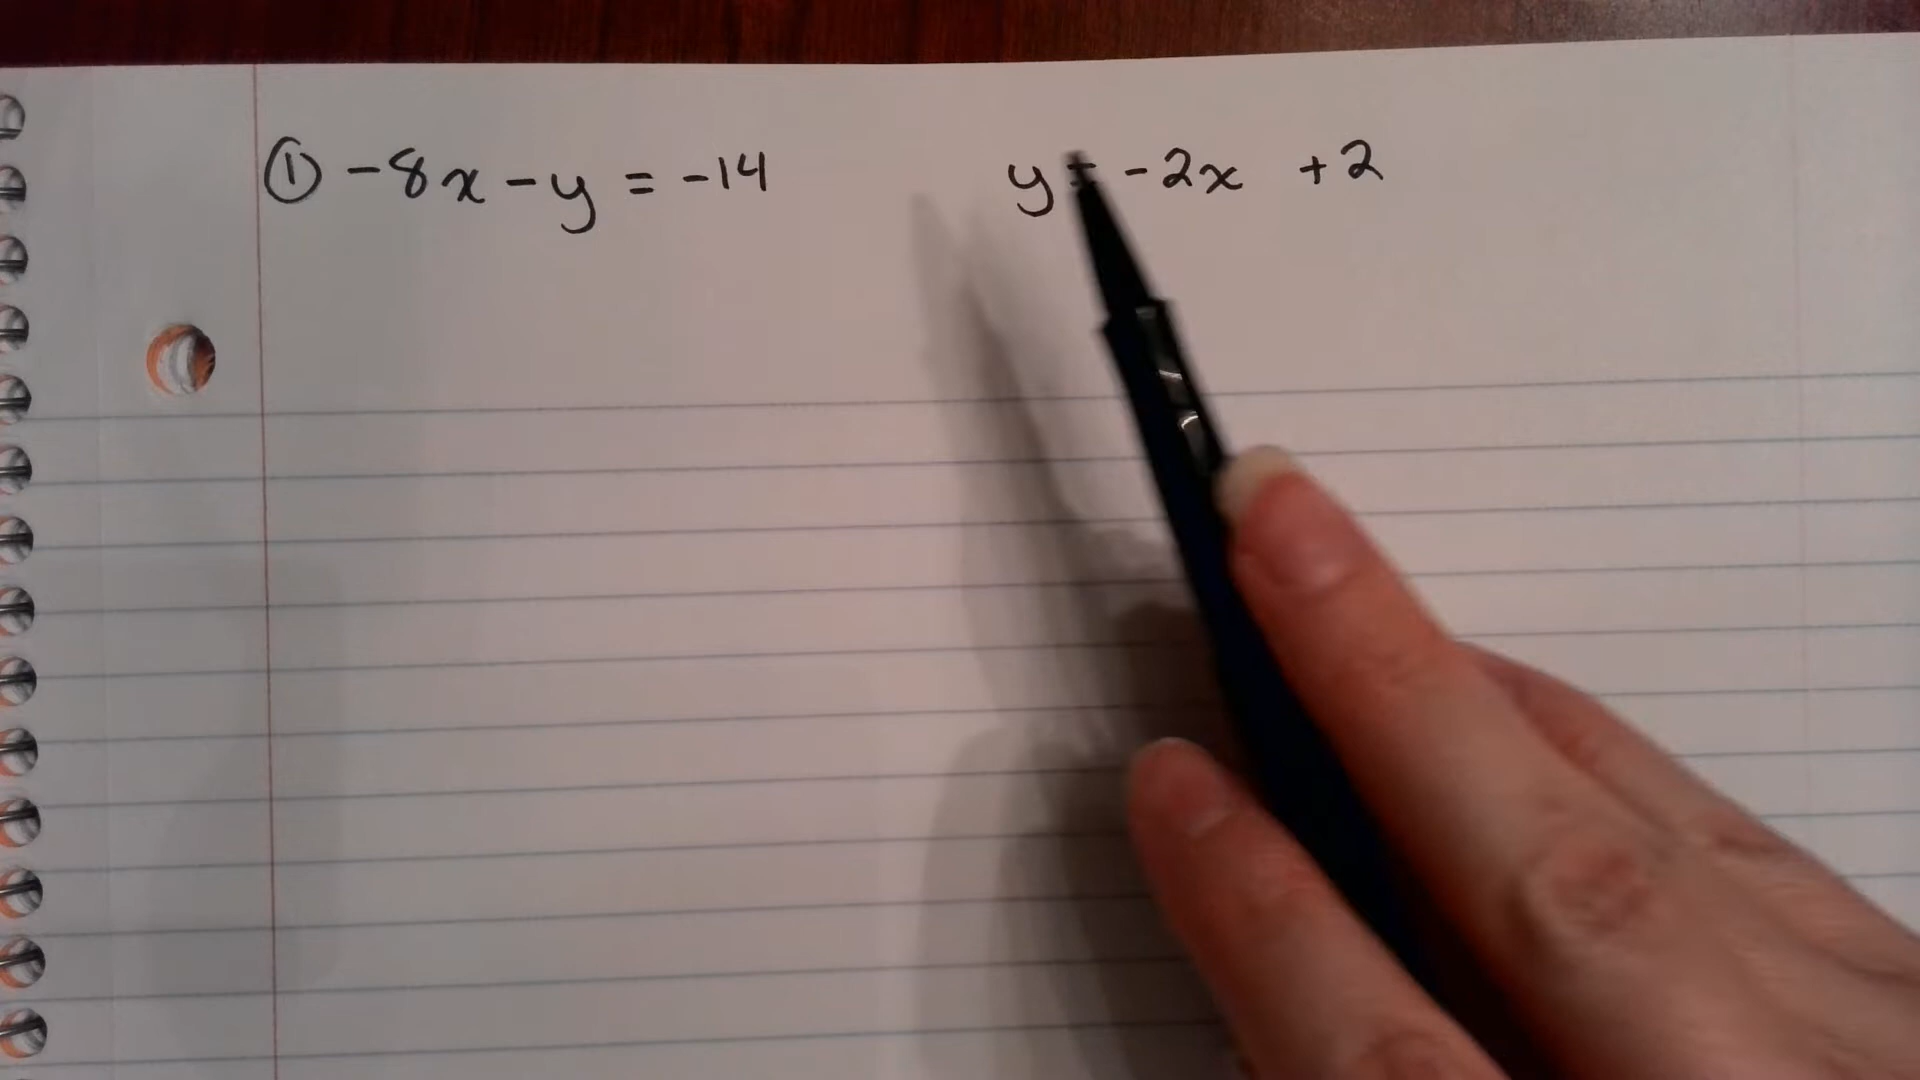 ① -8x - y = -14 y = -2x +2